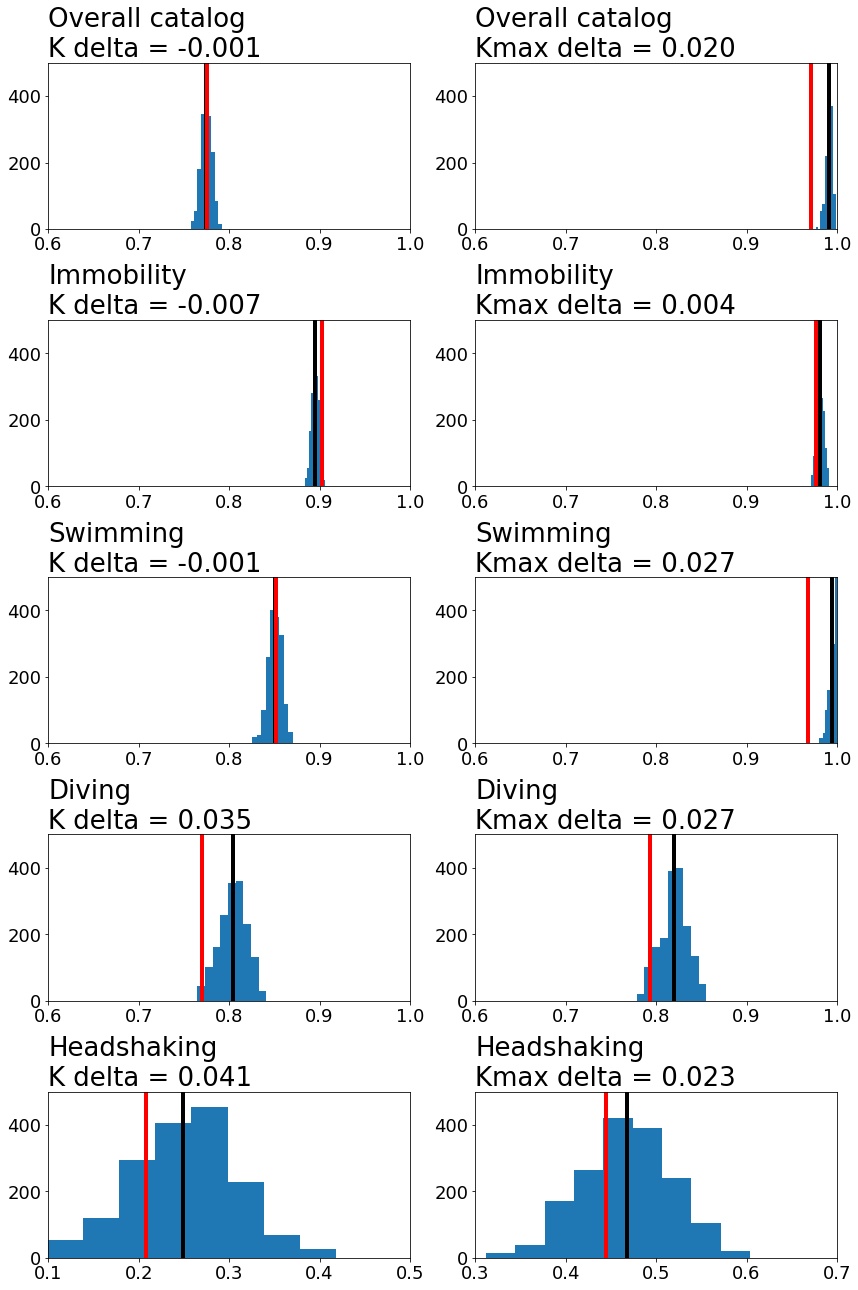 Overall catalog
K delta = -0.001
400
200
0
0.6 0.7 0.8 0.9 1.0
Overall catalog
Kmax delta = 0.020
400
200
0
0.6 0.7 0.8 0.9 1.0
Immobility
K delta = -0.007
400
200
0
0.6 0.7 0.8 0.9 1.0
Immobility
Kmax delta = 0.004
400
200
0
0.6 0.7 0.8 0.9 1.0
Swimming
K delta = -0.001
400
200
0
0.6 0.7 0.8 0.9 1.0
Swimming
Kmax delta = 0.027
400
200
0
0.6 0.7 0.8 0.9 1.0
Diving
K delta = 0.035
400
200
0
0.6 0.7 0.8 0.9 1.0
Diving
Kmax delta = 0.027
400
200
0
0.6 0.7 0.8 0.9 1.0
Headshaking
K delta = 0.041
400
200
0
0.1 0.2 0.3 0.4 0.5
Headshaking
Kmax delta = 0.023
400
200
0
0.3 0.4 0.5 0.6 0.7